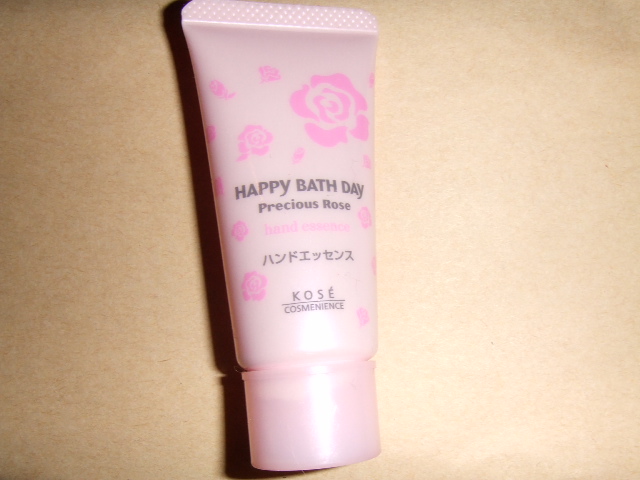 HAPPY BATH DAY
Precious Rose
hand essence
ハンドエッセンス
KOSÉ
COSMENIENCE